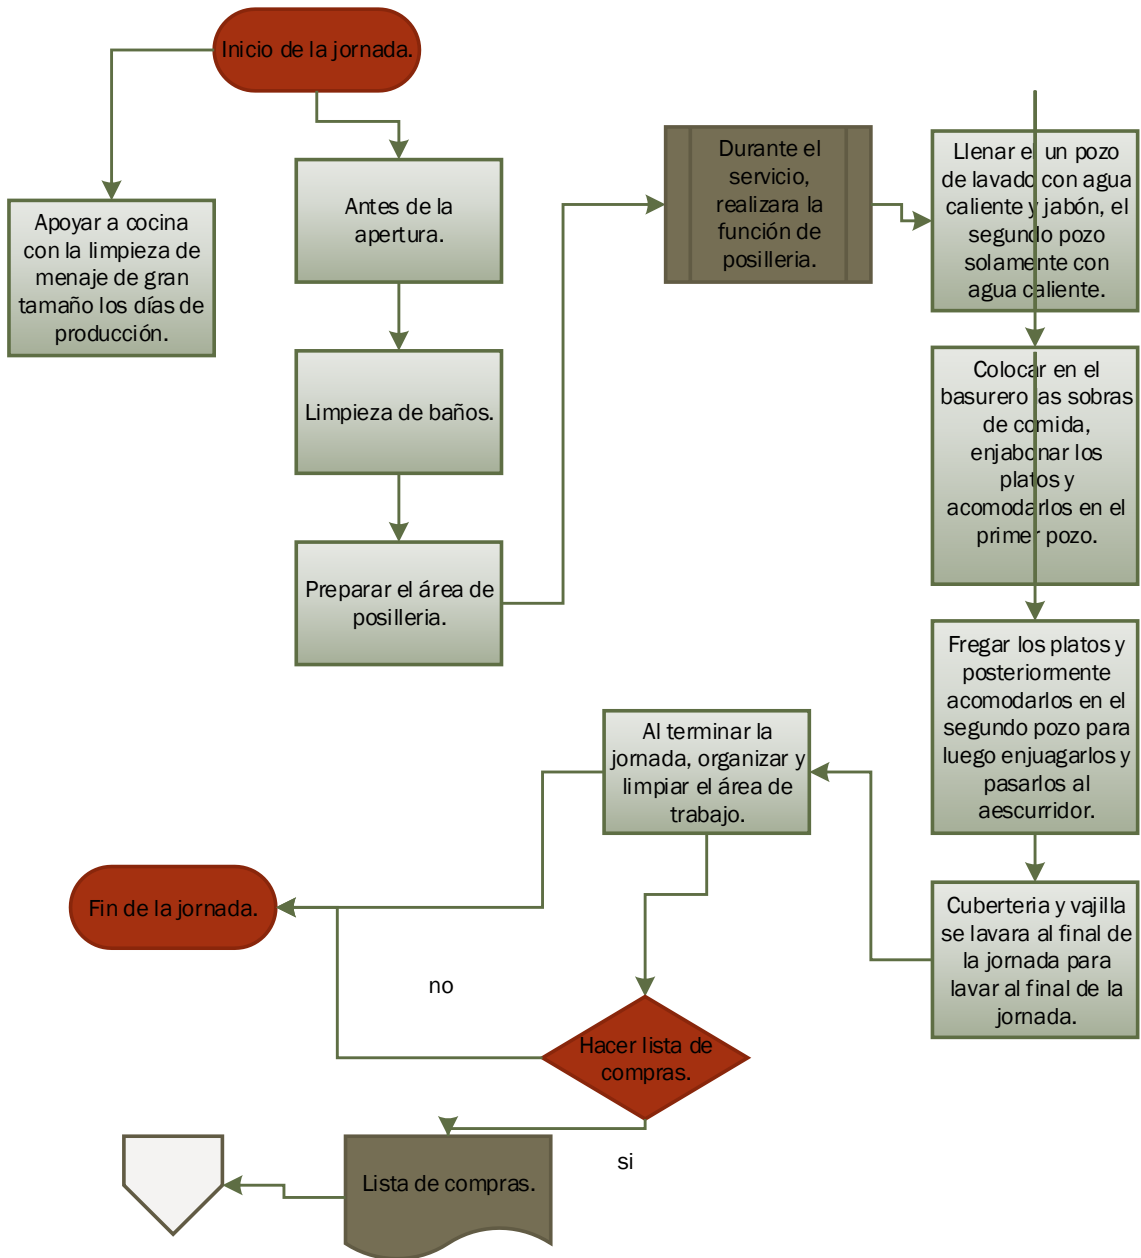 Inicio de la jornada.
Apoyar a cocina
con la limpieza de
menaje de gran
tamaño los días de
producción.
Antes de la
apertura.
Limpieza de baños.
Preparar el área de
posilleria.
Durante el
servicio,
realizara la
función de
posilleria.
Llenar el un pozo
de lavado con agua
caliente y jabón, el
segundo pozo
solamente con
agua caliente.
Colocar en el
basurero las sobras
de comida,
enjabonar los
platos y
acomodarlos en el
primer pozo.
Fregar los platos y
posteriormente
acomodarlos en el
segundo pozo para
luego enjuagarlos y
pasarlos al
aescurridor.
Cuberteria y vajilla
se lavara al final de
la jornada para
lavar al final de la
jornada.
Al terminar la
jornada, organizar y
limpiar el área de
trabajo.
Fin de la jornada.
no
Hacer lista de
compras.
si
Lista de compras.